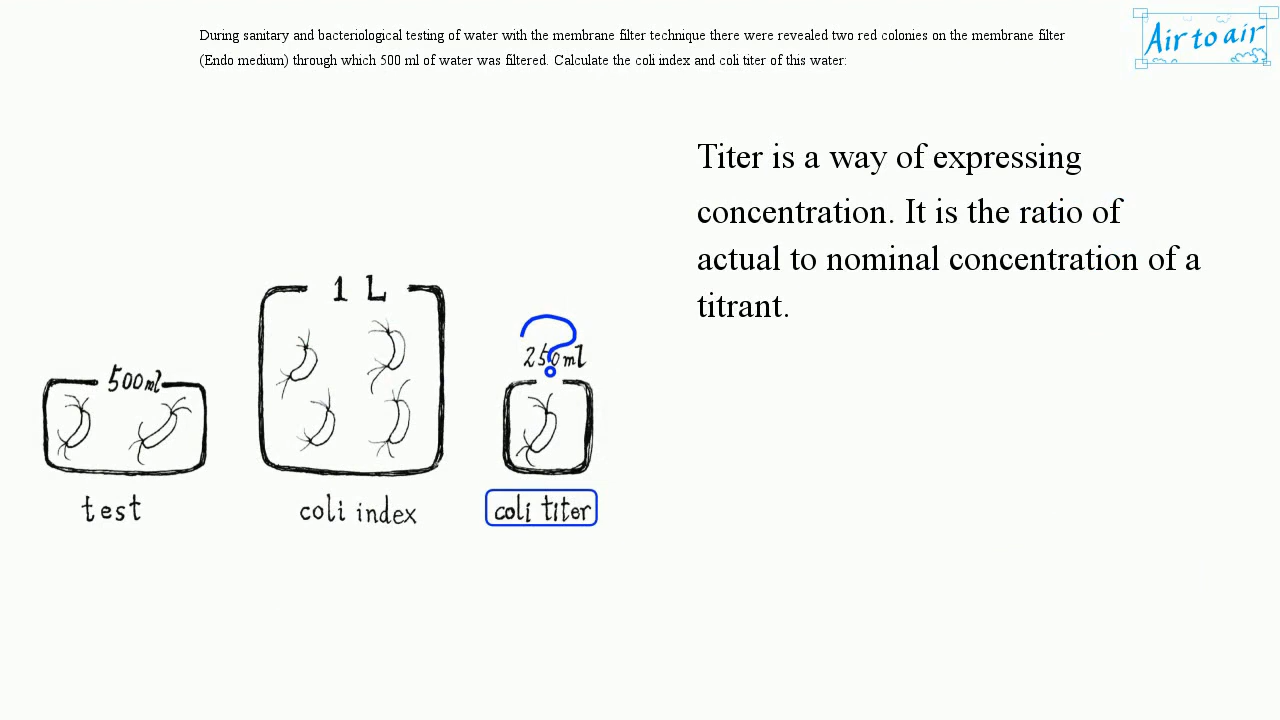 During sanitary and bacteriological testing of water with the membrane filter technique there were revealed two red colonies on the membrane filter
(Endo medium) through which 500 ml of water was filtered. Calculate the coli index and coli titer of this water:
Air to air
Titer is a way of expressing
concentration. It is the ratio of
actual to nominal concentration of a
titrant.
1 L
250ml
500ml
test
coli index
coli titer